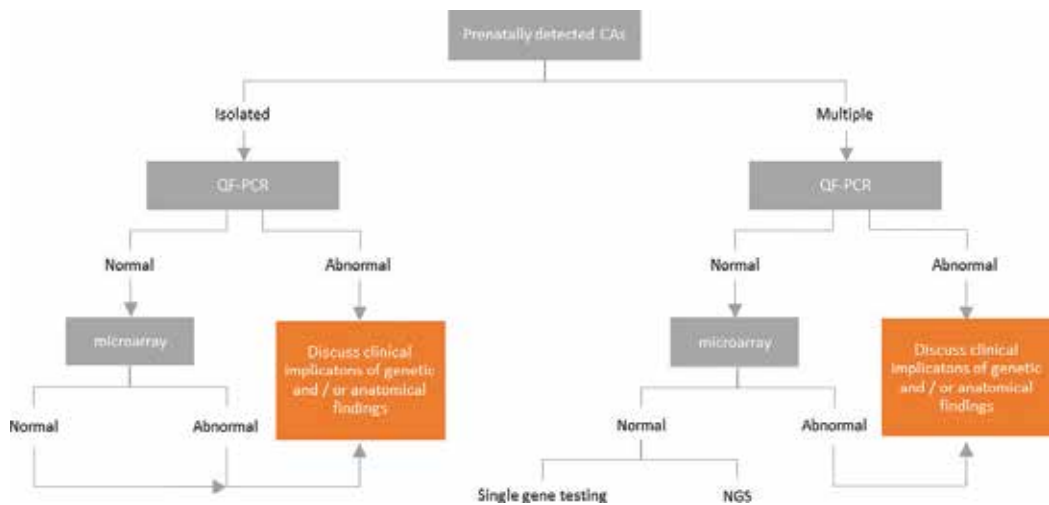 Prenatally detected CAs
Isolated
Multiple
QF-PCR
QF-PCR
Normal
Abnormal
Normal
Abnormal
microarray
Discuss clinical
implicatons of genetic
and / or anatomical
findings
microarray
Discuss clinical
implicatons of genetic
and / or anatomical
findings
Normal
Abnormal
Normal
Abnormal
Single gene testing
NGS